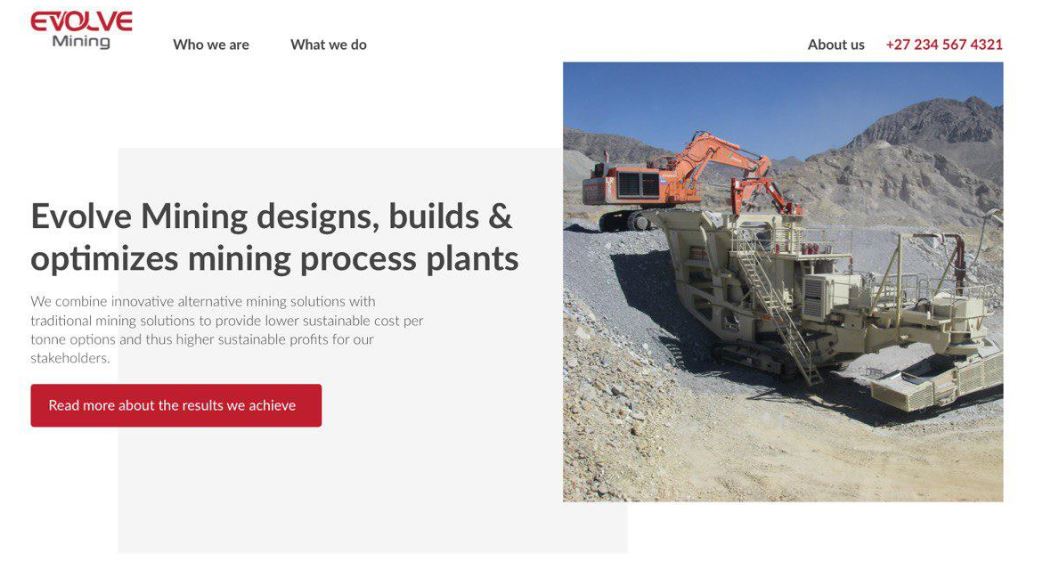 EVOLVE
Mining
Who we are
What we do
About us
+27 234 567 4321
Evolve Mining designs, builds &
optimizes mining process plants
We combine innovative alternative mining solutions with
traditional mining solutions to provide lower sustainable cost per
tonne options and thus higher sustainable profits for our
stakeholders.
Read more about the results we achieve